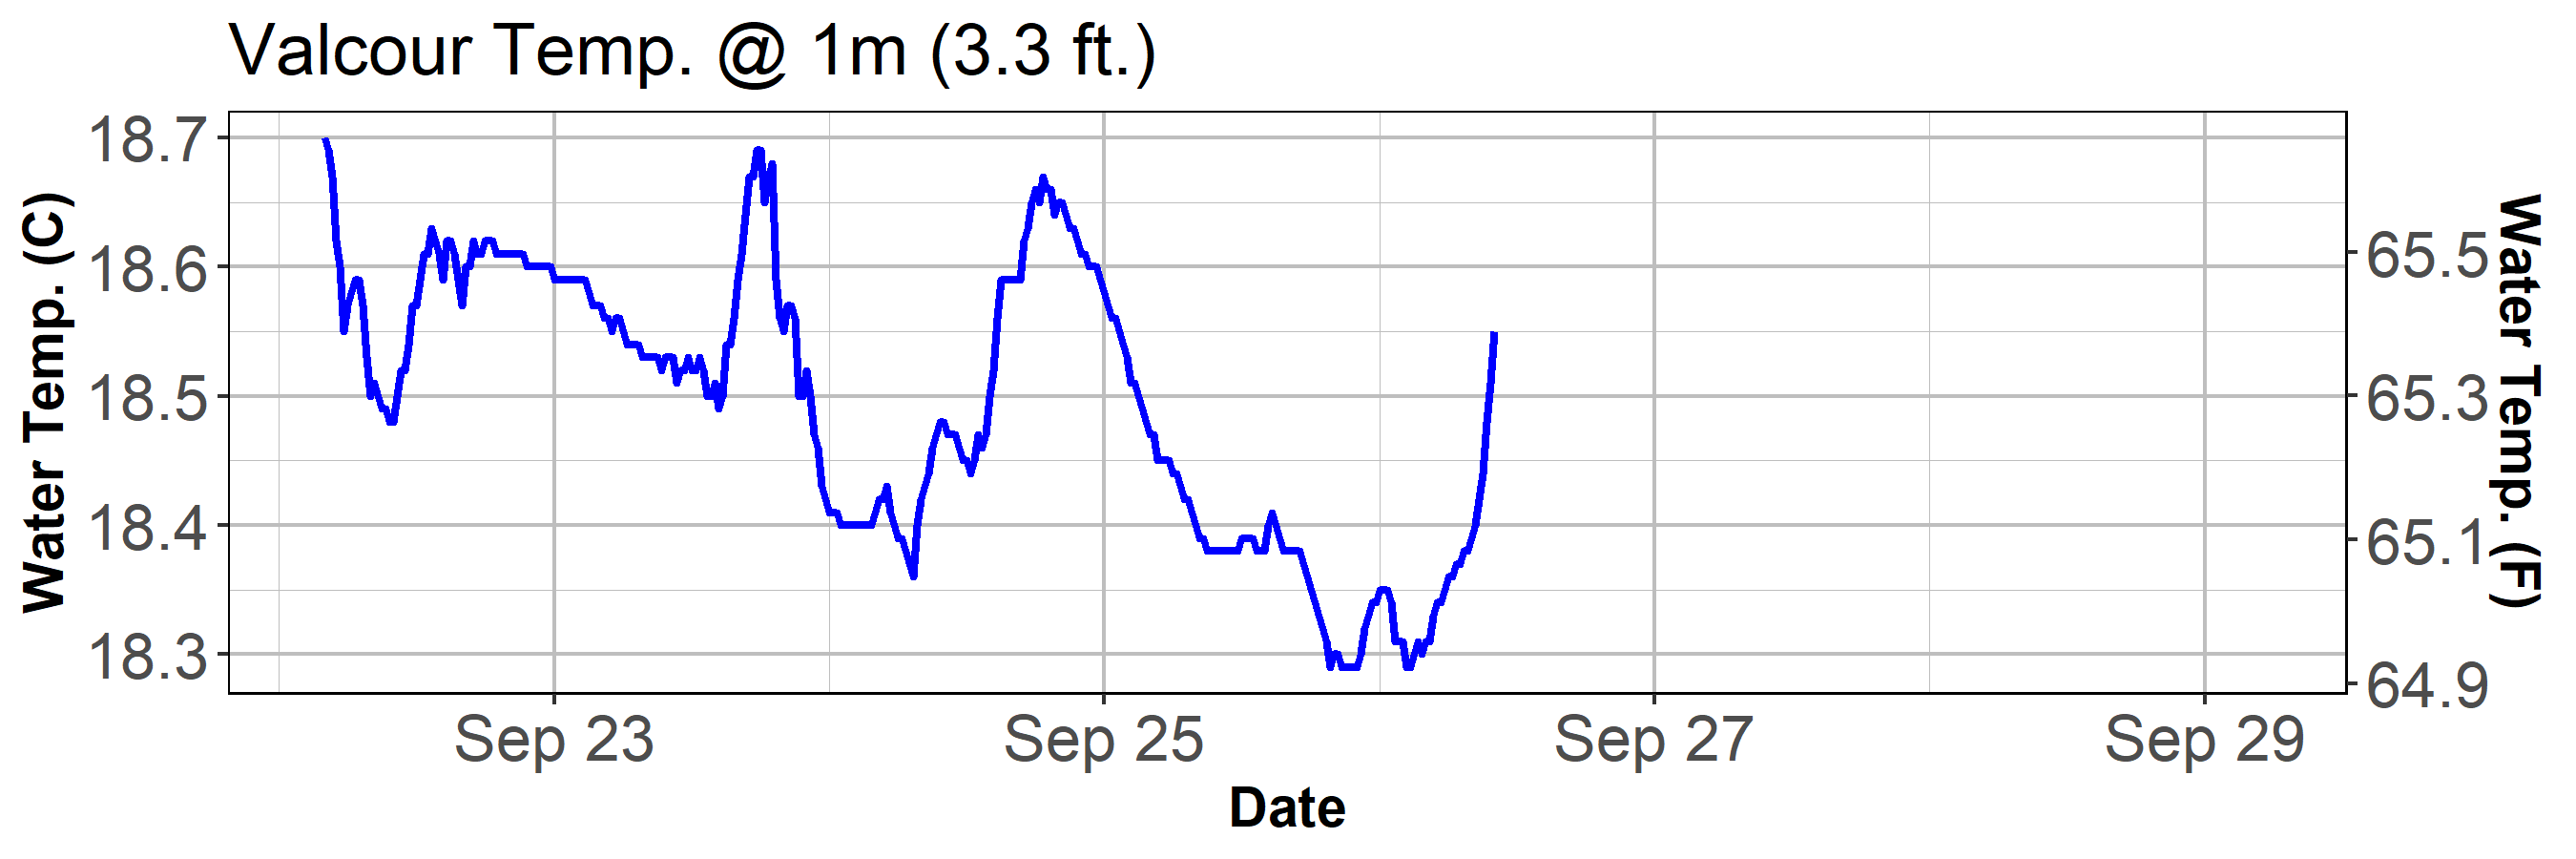 Valcour Temp. @ 1m (3.3 ft.)
Water Temp. (C)
18.7
18.6
18.5
18.4
18.3
65.5
65.3
65.1
64.9
Water Temp. (F)
Sep 23
Sep 25
Sep 27
Sep 29
Date